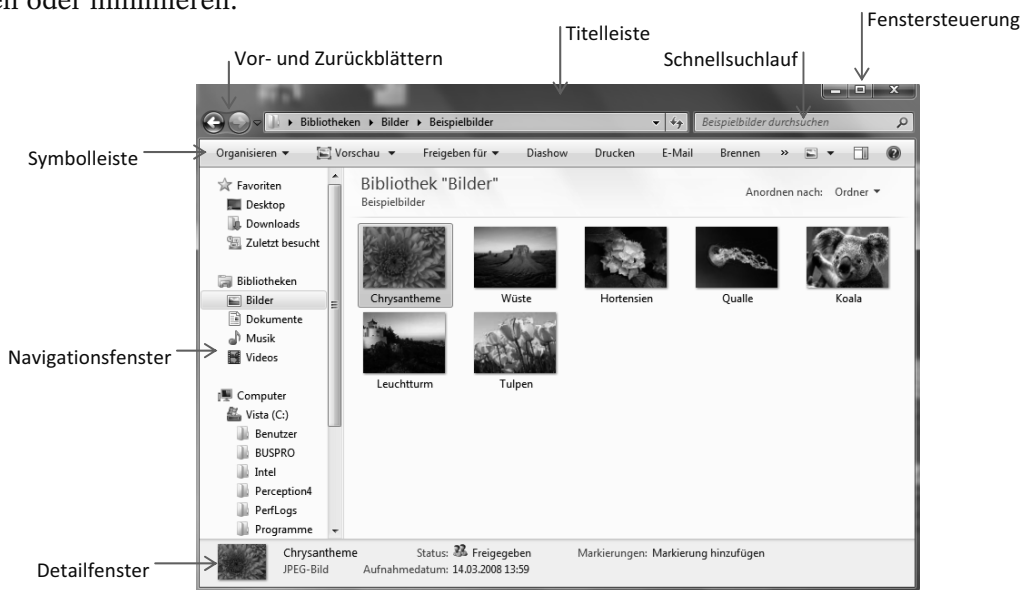 en oder minimieren.
Fenstersteuerung
Titelleiste
Vor- und Zurückblättern
Schnellsuchlauf
Bibliotheken Bilder Beispielbilder
Beispielbilder durchsuchen
Symbolleiste
Organisieren Vorschau Freigeben für Diashow Drucken E-Mail Brennen »
Favoriten
Desktop
Downloads
Zuletzt besucht
Bibliotheken
Bilder
Dokumente
Musik
Videos
Navigationsfenster
Computer
Vista (C:)
Benutzer
BUSPRO
Intel
Perception4
PerfLogs
Programme
Bibliothek "Bilder"
Beispielbilder
Anordnen nach: Ordner
Chrysantheme Wüste Hortensien Qualle Koala
Leuchtturm Tulpen
Detailfenster
Chrysantheme Status: Freigegeben Markierungen: Markierung hinzufügen
JPEG-Bild Aufnahmedatum: 14.03.2008 13:59